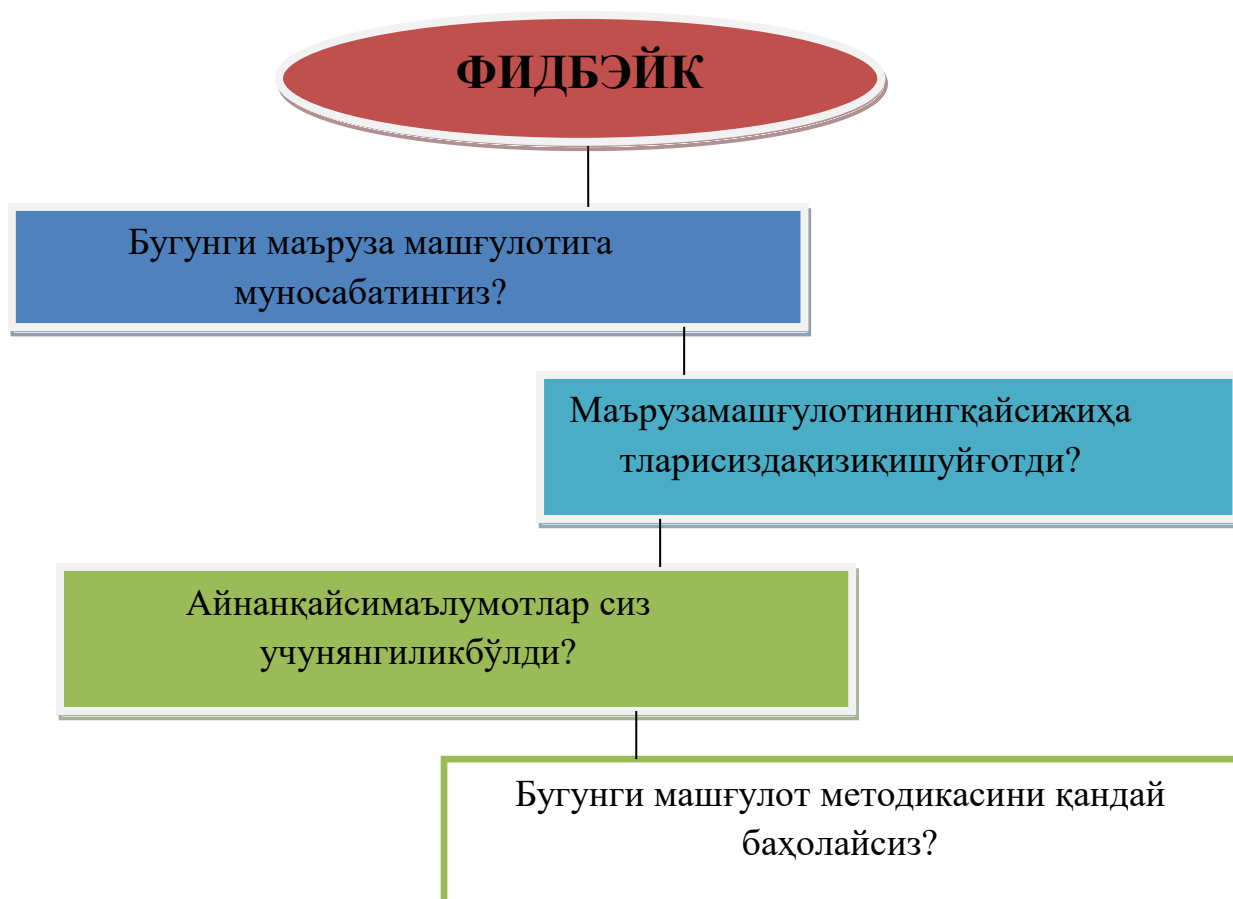 ФИДБЭЙК
Бугунги маъруза машғулотига
муносабатингиз?
Маърузамашғулотинингқайсижиҳа
тларисиздақизиқишуйғотди?
Айнанқайсимаълумотлар сиз
учунянгиликбўлди?
Бугунги машғулот методикасини қандай
баҳолайсиз?